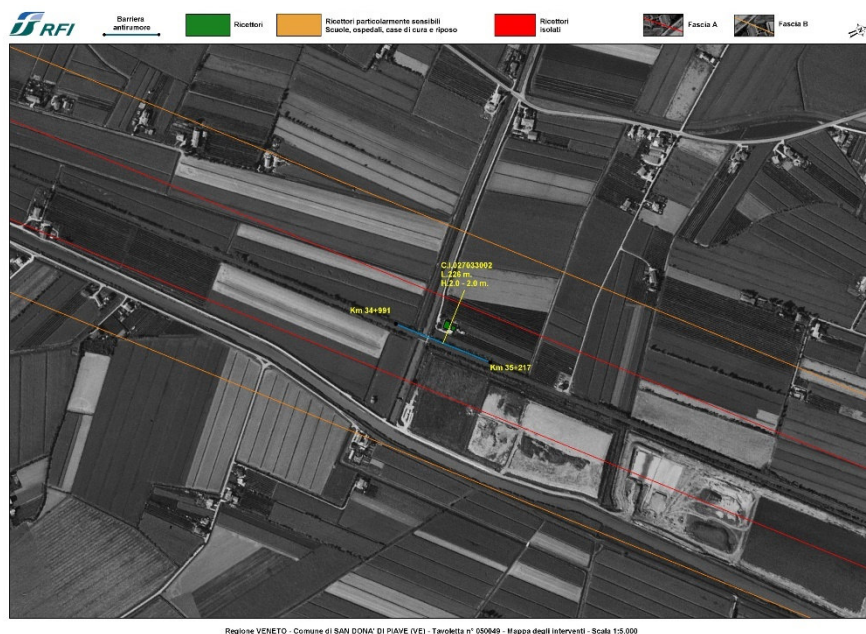 RFI
Barriera
antirumore
Ricettori
Ricettori particolarmente sensibili
Scuole, ospedali, case di cura e riposo
Ricettori
Isolati
Fascia A
Fascia B
C.I.027033002
L.226 m.
H.2.0 - 2.0 m.
Km 34+991
Km 35+217
Regione VENETO - Comune di SAN DONA' DI PIAVE (VE) - Tavoletta n° 050049 - Mappa degli interventi - Scala 1:5.000